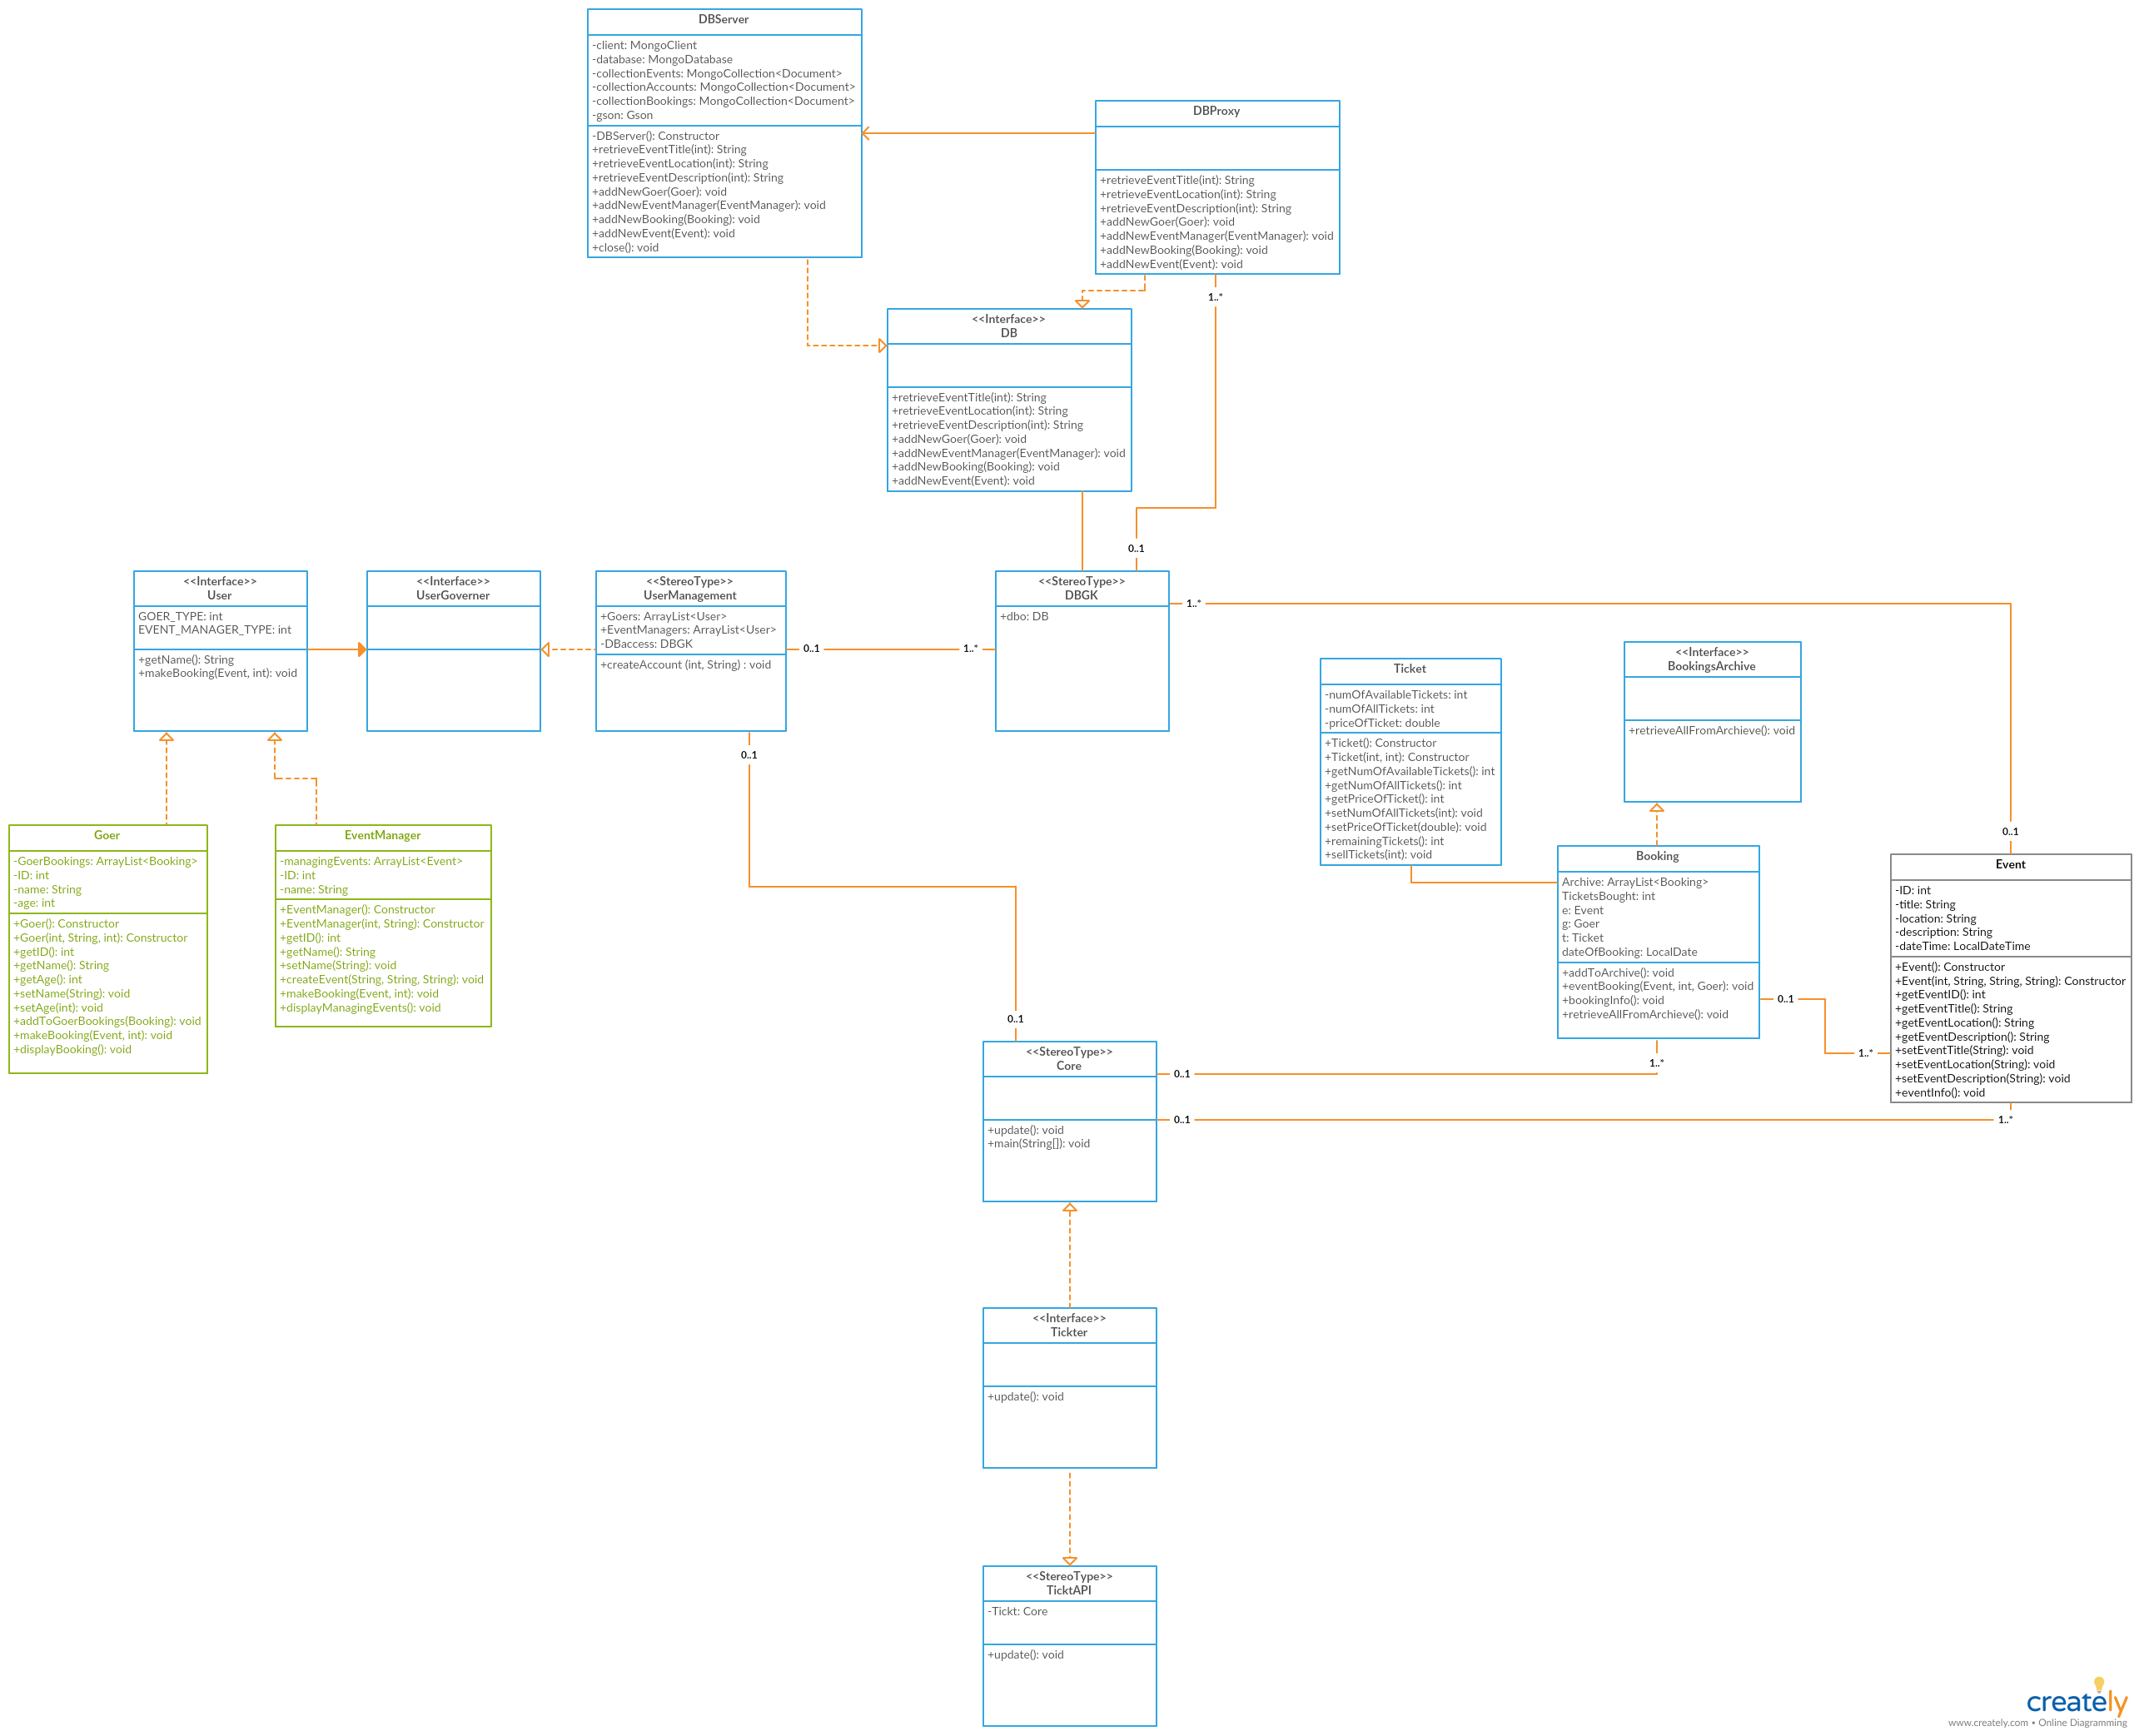 DBServer
-client: MongoClient
-database: MongoDatabase
-collectionEvents: MongoCollection<Document>
-collectionAccounts: MongoCollection<Document>
-collectionBookings: MongoCollection<Document>
-gson: Gson
-DBServer(): Constructor
+retrieveEventTitle(int): String
+retrieveEventLocation(int): String
+retrieveEventDescription(int): String
+addNewGoer(Goer): void
+addNewEventManager(EventManager): void
+addNewBooking(Booking): void
+addNewEvent(Event): void
+close(): void
DBProxy
+retrieveEventTitle(int): String
+retrieveEventLocation(int): String
+retrieveEventDescription(int): String
+addNewGoer(Goer): void
+addNewEventManager(EventManager): void
+addNewBooking(Booking): void
+addNewEvent(Event): void
1..*
<<Interface>>
DB
+retrieveEventTitle(int): String
+retrieveEventLocation(int): String
+retrieveEventDescription(int): String
+addNewGoer(Goer): void
+addNewEventManager(EventManager): void
+addNewBooking(Booking): void
+addNewEvent(Event): void
0..1
<<Interface>>
User
GOER_TYPE: int
EVENT_MANAGER_TYPE: int
+getName(): String
+makeBooking(Event, int): void
<<Interface>>
UserGoverner
<<StereoType>>
UserManagement
+Goers: ArrayList<User>
+EventManagers: ArrayList<User>
-DBaccess: DBGK
+createAccount (int, String) : void
0..1
1..*
<<StereoType>>
DBGK
+dbo: DB
1..*
Ticket
-numOfAvailableTickets: int
-numOfAllTickets: int
-priceOfTicket: double
+Ticket(): Constructor
+Ticket(int, int): Constructor
+getNumOfAvailableTickets(): int
+getNumOfAllTickets(): int
+getPriceOfTicket(): int
+setNumOfAllTickets(int): void
+setPriceOfTicket(double): void
+remainingTickets(): int
+sellTickets(int): void
<<Interface>>
BookingsArchive
+retrieveAllFromArchieve(): void
0..1
0..1
Goer
-GoerBookings: ArrayList<Booking>
-ID: int
-name: String
-age: int
+Goer(): Constructor
+Goer(int, String, int): Constructor
+getID(): int
+getName(): String
+getAge(): int
+setName(String): void
+setAge(int): void
+addToGoerBookings(Booking): void
+makeBooking(Event, int): void
+displayBooking(): void
EventManager
-managingEvents: ArrayList<Event>
-ID: int
-name: String
+EventManager(): Constructor
+EventManager(int, String): Constructor
+getID(): int
+getName(): String
+setName(String): void
+createEvent(String, String, String): void
+makeBooking(Event, int): void
+displayManagingEvents(): void
Booking
Archive: ArrayList<Booking>
TicketsBought: int
e: Event
g: Goer
t: Ticket
dateOfBooking: LocalDate
+addToArchive(): void
+eventBooking(Event, int, Goer): void
+bookingInfo(): void
+retrieveAllFromArchieve(): void
0..1
1..*
Event
-ID: int
-title: String
-location: String
-description: String
-dateTime: LocalDateTime
+Event(): Constructor
+Event(int, String, String, String): Constructor
+getEventID(): int
+getEventTitle(): String
+getEventLocation(): String
+getEventDescription(): String
+setEventTitle(String): void
+setEventLocation(String): void
+setEventDescription(String): void
+eventInfo(): void
0..1
<<StereoType>>
Core
+update(): void
+main(String[]): void
0..1
1..*
0..1
1..*
<<Interface>>
Tickter
+update(): void
<<StereoType>>
TicktAPI
-Tickt: Core
+update(): void
creately
www.creately.com • Online Diagramming